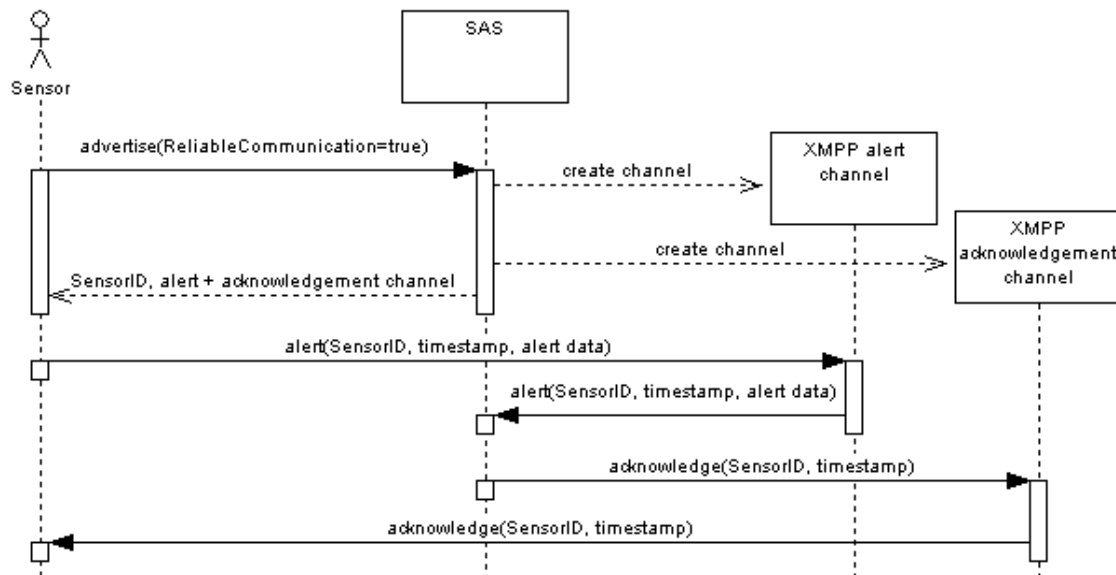 SAS
Sensor
advertise(ReliableCommunication=true)
XMPP alert
channel
create channel
XMPP
acknowledgement
channel
create channel
SensorID, alert + acknowledgement channel
alert(SensorID, timestamp, alert data)
alert(SensorID, timestamp, alert data)
acknowledge(SensorID, timestamp)
acknowledge(SensorID, timestamp)